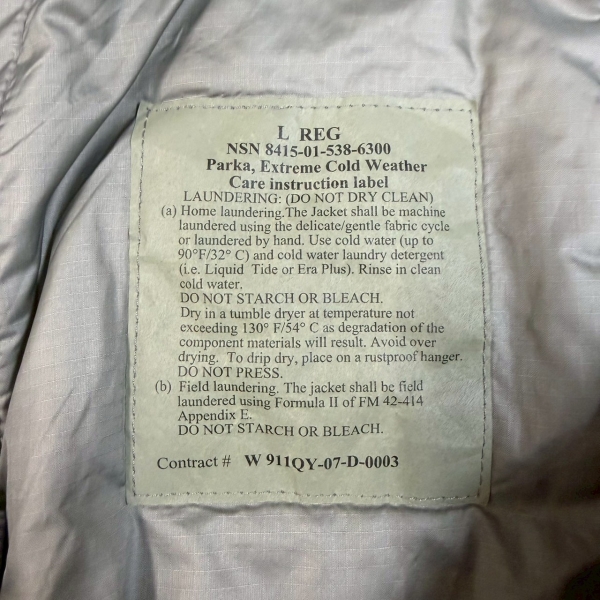 L REG
NSN 8415-01-538-6300
Parka, Extreme Cold Weather
Care instruction label
LAUNDERING: (DO NOT DRY CLEAN)
(a) Home laundering.The Jacket shall be machine
laundered using the delicate/gentle fabric cycle
or laundered by hand. Use cold water (up to
90°F/32° C) and cold water laundry detergent
(i.e. Liquid Tide or Era Plus). Rinse in clean
cold water.
DO NOT STARCH OR BLEACH.
Dry in a tumble dryer at temperature not
exceeding 130° F/54° C as degradation of the
component materials will result. Avoid over
drying. To drip dry, place on a rustproof hanger.
DO NOT PRESS.
(b) Field laundering. The jacket shall be field
laundered using Formula II of FM 42-414
Appendix E.
DO NOT STARCH OR BLEACH.
Contract # W 911QY-07-D-0003